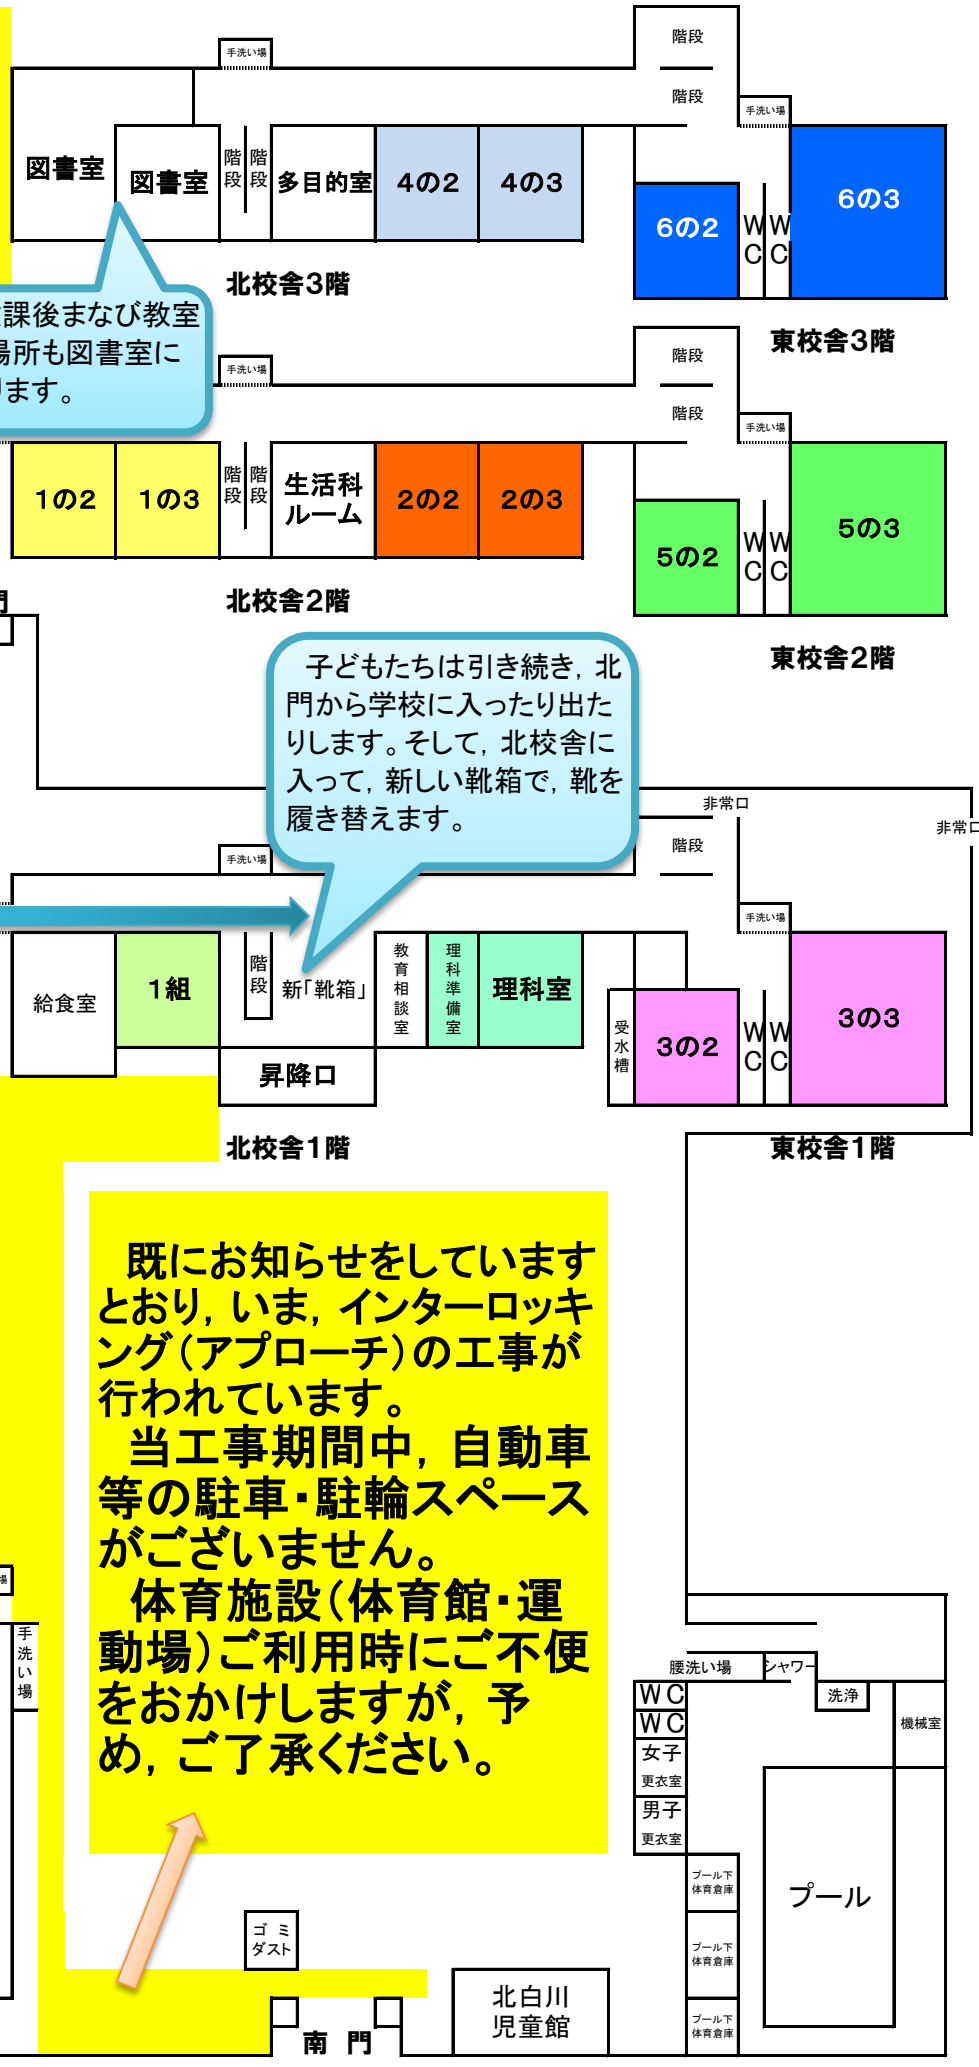 階段
手洗い場
階段
手洗い場
図書室
図書室
階段
階段
多目的室
4の2
4の3
6の2
WC
WC
6の3
北校舎3階
東校舎3階
課後まなび教室
場所も図書室に
ります。
手洗い場
階段
階段
手洗い場
1の2
1の3
階段
階段
生活科
ルーム
2の2
2の3
5の2
WC
WC
5の3
門
北校舎2階
東校舎2階
子どもたちは引き続き，北
門から学校に入ったり出た
りします。そして，北校舎に
入って，新しい靴箱で，靴を
履き替えます。
非常口
非常口
手洗い場
階段
手洗い場
給食室
1組
階段
新「靴箱」
教育相談室
理科準備室
理科室
受水槽
3の2
WC
WC
3の3
昇降口
北校舎1階
東校舎1階
既にお知らせをしています
とおり，いま，インターロッキ
ング（アプローチ）の工事が
行われています。
当工事期間中，自動車
等の駐車・駐輪スペース
がございません。
体育施設（体育館・運
動場）ご利用時にご不便
をおかけしますが，予
め，ご了承ください。
場
手洗い場
腰洗い場
シャワー
洗浄
機械室
WC
WC
女子
更衣室
男子
更衣室
プール下
体育倉庫
プール
プール下
体育倉庫
プール下
体育倉庫
ゴミ
ダスト
北白川
児童館
南門